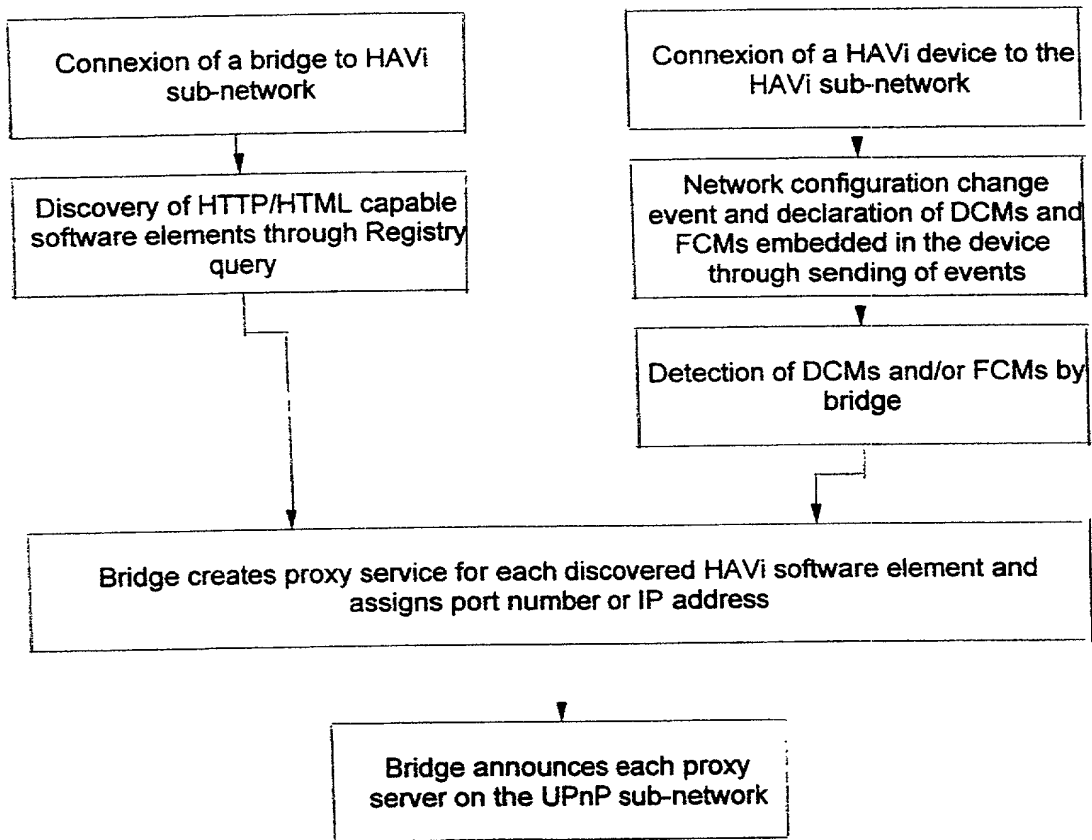 Connexion of a bridge to HAVi
sub-network
Connexion of a HAVi device to the
HAVi sub-network
Discovery of HTTP/HTML capable
software elements through Registry
query
Network configuration change
event and declaration of DCMs and
FCMs embedded in the device
through sending of events
Detection of DCMs and/or FCMs by
bridge
Bridge creates proxy service for each discovered HAVi software element and
assigns port number or IP address
Bridge announces each proxy
server on the UPnP sub-network